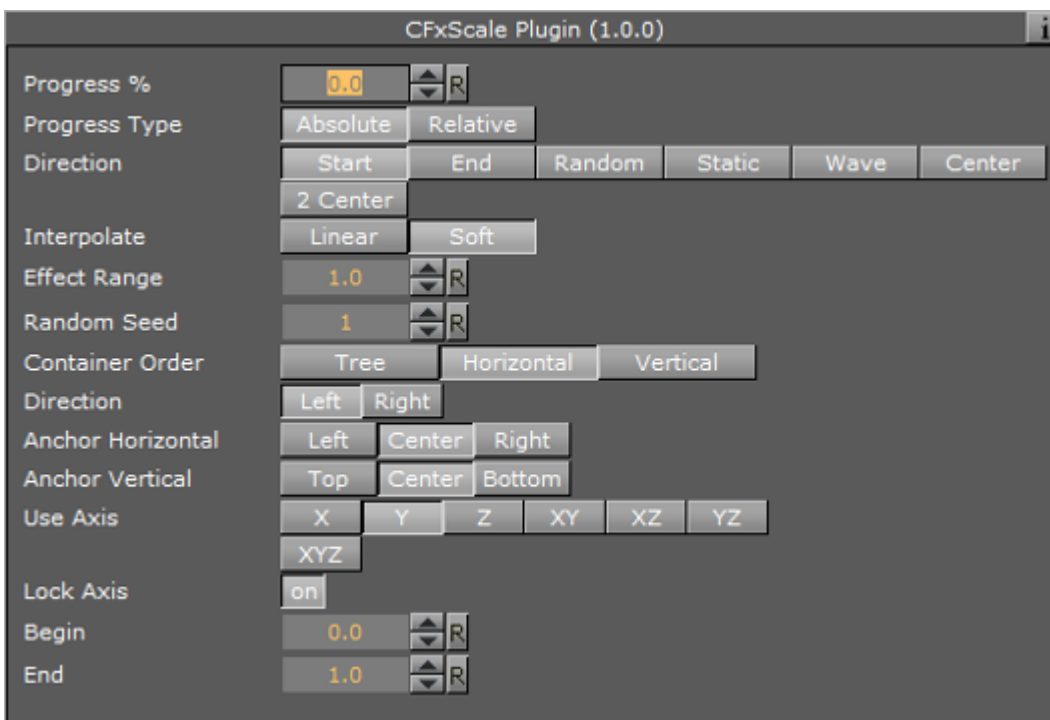 CFxScale Plugin (1.0.0) i
Progress % 0.0 R
Progress Type Absolute Relative
Direction Start End Random Static Wave Center
2 Center
Interpolate Linear Soft
Effect Range 1.0 R
Random Seed 1 R
Container Order Tree Horizontal Vertical
Direction Left Right
Anchor Horizontal Left Center Right
Anchor Vertical Top Center Bottom
Use Axis X Y Z XY XZ YZ
XYZ
Lock Axis on
Begin 0.0 R
End 1.0 R